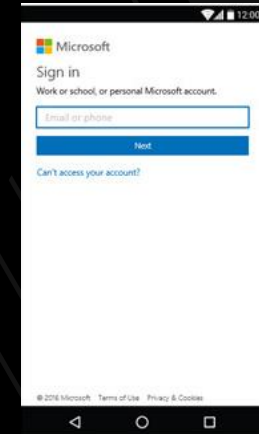 12:00
Microsoft
Sign in
Work or school, or personal Microsoft account.
Email or phone
Next
Can't access your account?
© 2016 Microsoft Terms of Use Privacy & Cookies